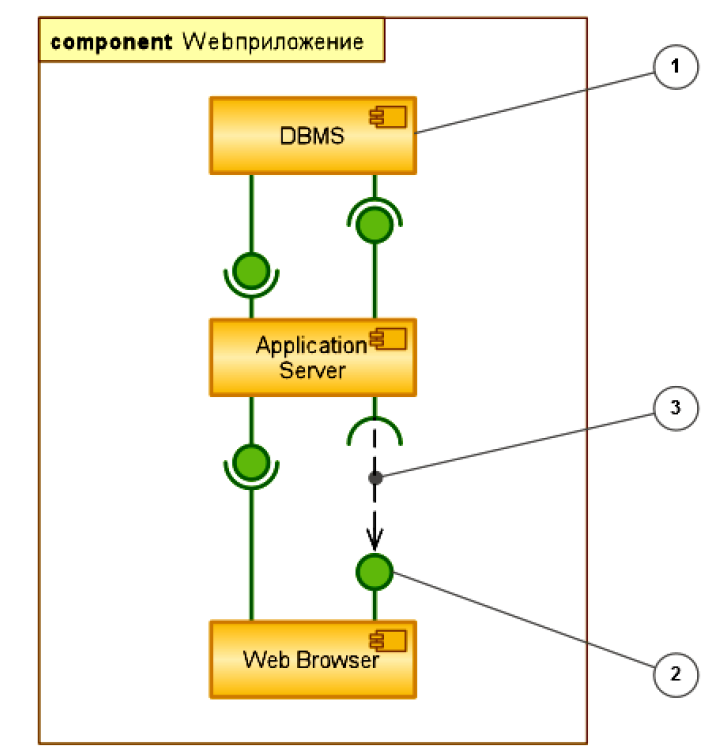 component Webприложение
1
DBMS
Application
Server
3
Web Browser
2